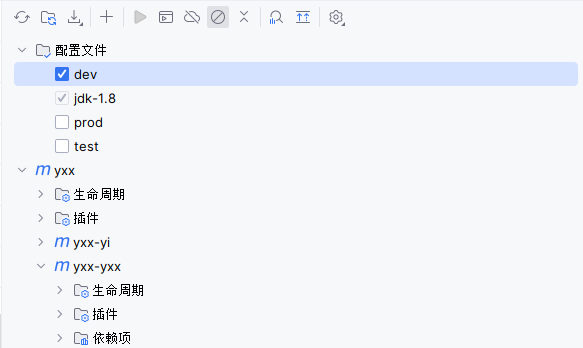 配置文件
dev
jdk-1.8
prod
test
m yxx
生命周期
插件
m yxx-yi
m yxx-yxx
生命周期
插件
依赖项